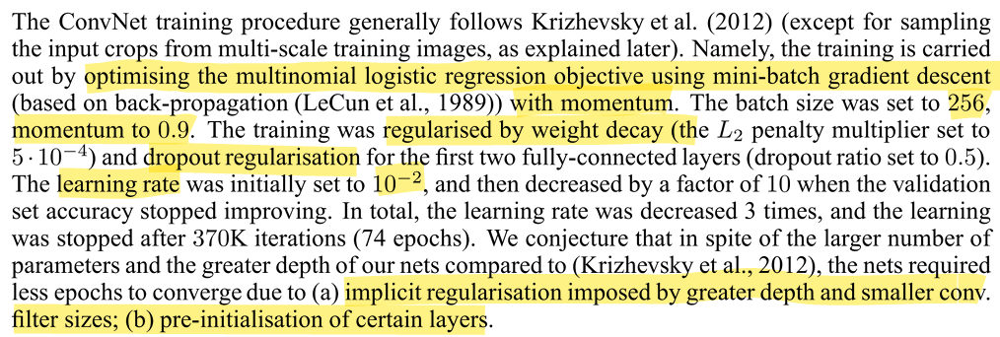 The ConvNet training procedure generally follows Krizhevsky et al. (2012) (except for sampling
the input crops from multi-scale training images, as explained later). Namely, the training is carried
out by optimising the multinomial logistic regression objective using mini-batch gradient descent
(based on back-propagation (LeCun et al., 1989)) with momentum. The batch size was set to 256,
momentum to 0.9. The training was regularised by weight decay (the L₂ penalty multiplier set to
5 · 10⁻⁴) and dropout regularisation for the first two fully-connected layers (dropout ratio set to 0.5).
The learning rate was initially set to 10⁻², and then decreased by a factor of 10 when the validation
set accuracy stopped improving. In total, the learning rate was decreased 3 times, and the learning
was stopped after 370K iterations (74 epochs). We conjecture that in spite of the larger number of
parameters and the greater depth of our nets compared to (Krizhevsky et al., 2012), the nets required
less epochs to converge due to (a) implicit regularisation imposed by greater depth and smaller conv.
filter sizes; (b) pre-initialisation of certain layers.